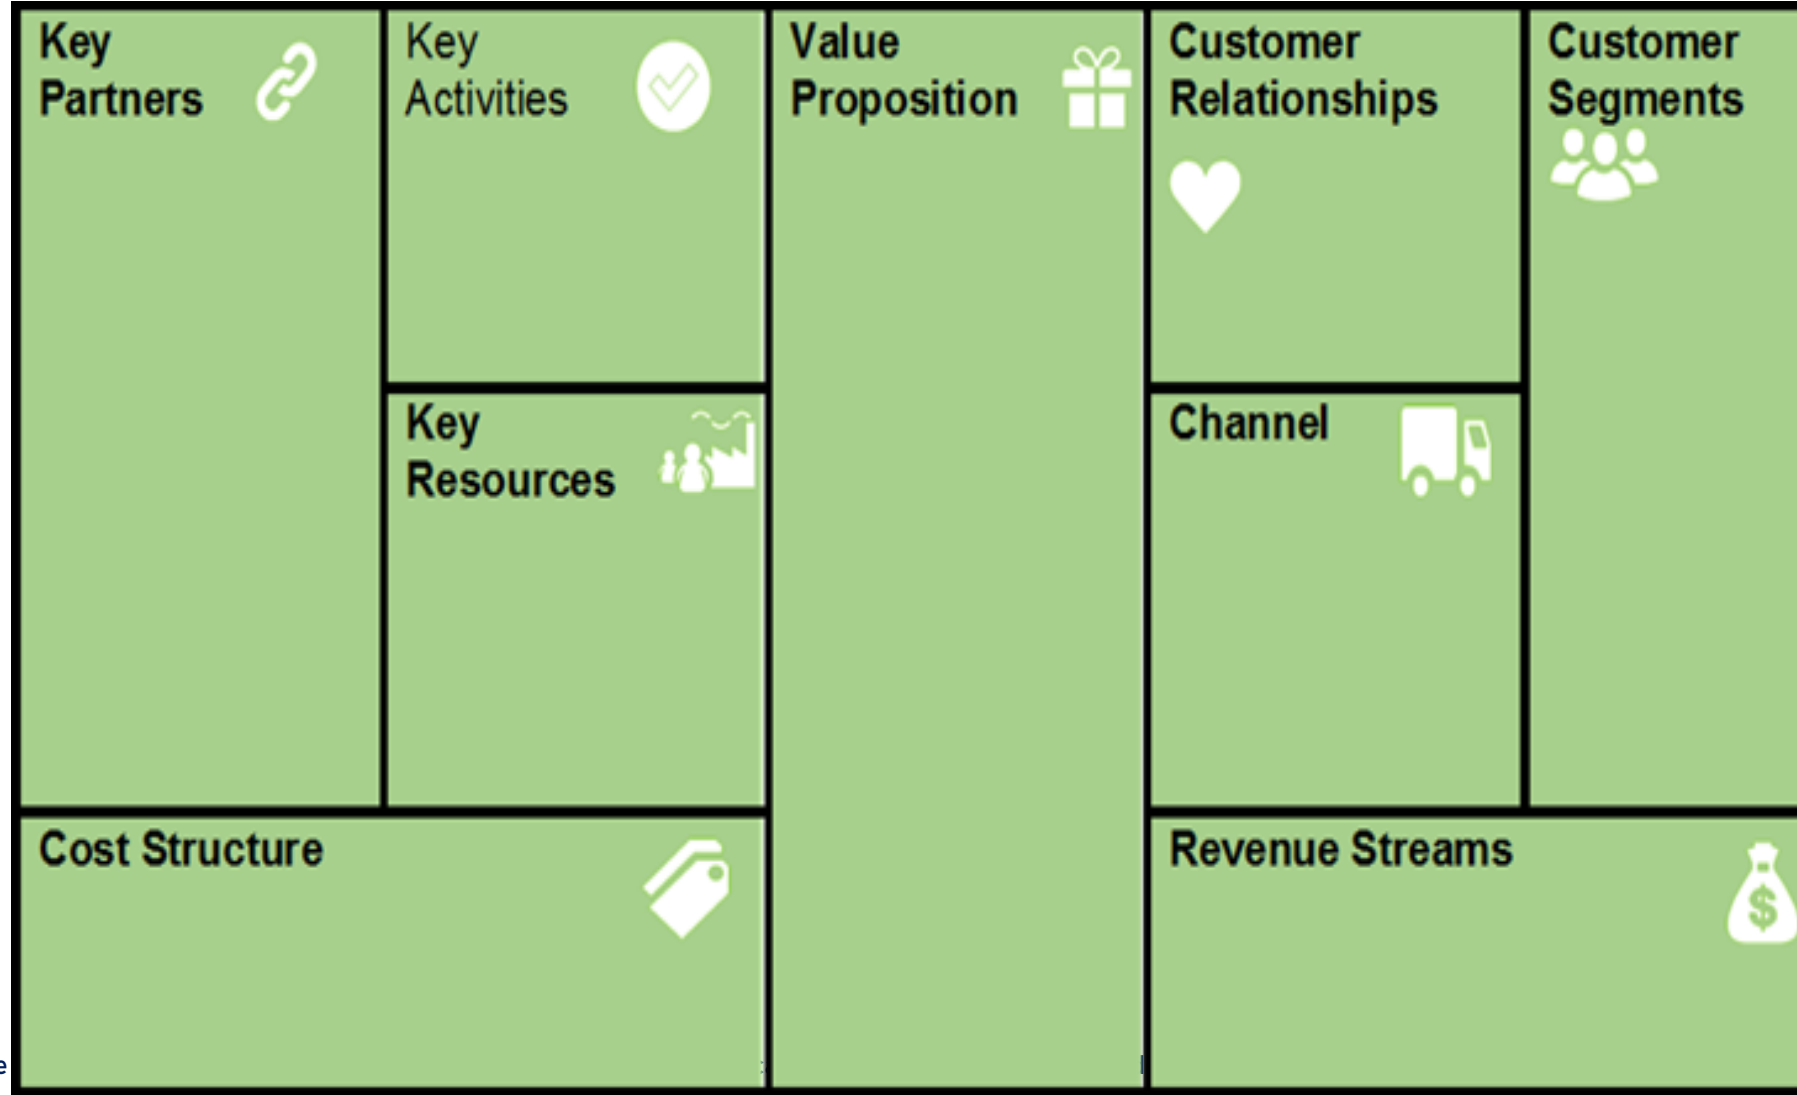 Key
Partners
Key
Activities
Value
Proposition
Customer
Relationships
Customer
Segments
Key
Resources
Channel
Cost Structure
Revenue Streams
$
e